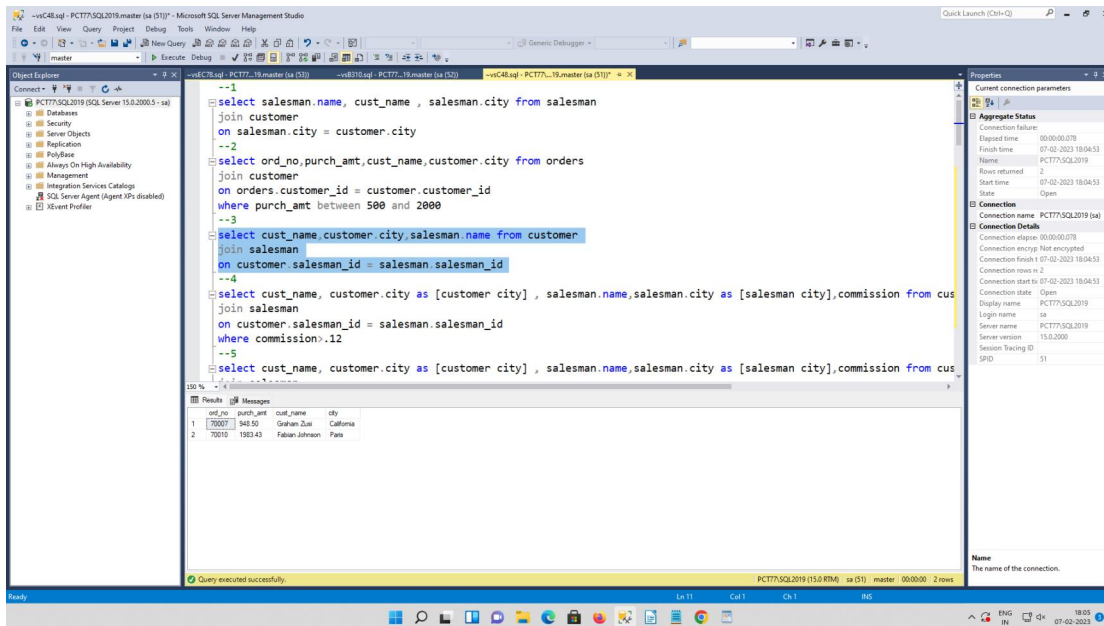 ~vsC48.sql - PCT77\SQL2019.master (sa (51))* - Microsoft SQL Server Management Studio
Quick Launch (Ctrl+Q)
File Edit View Query Project Debug Tools Window Help
New Query
Generic Debugger
master
Execute Debug
Object Explorer
~vsEC78.sql - PCT77...19.master (sa (53))
~vsB310.sql - PCT77...19.master (sa (52))
~vsC48.sql - PCT77\...19.master (sa (51))*
Properties
Connect
PCT77\SQL2019 (SQL Server 15.0.2000.5 - sa)
Databases
Security
Server Objects
Replication
PolyBase
Always On High Availability
Management
Integration Services Catalogs
SQL Server Agent (Agent XPs disabled)
XEvent Profiler
--1
select salesman.name, cust_name , salesman.city from salesman
join customer
on salesman.city = customer.city
--2
select ord_no,purch_amt,cust_name,customer.city from orders
join customer
on orders.customer_id = customer.customer_id
where purch_amt between 500 and 2000
--3
select cust_name,customer.city,salesman.name from customer
join salesman
on customer.salesman_id = salesman.salesman_id
--4
select cust_name, customer.city as [customer city] , salesman.name,salesman.city as [salesman city],commission from cus
join salesman
on customer.salesman_id = salesman.salesman_id
where commission>.12
--5
select cust_name, customer.city as [customer city] , salesman.name,salesman.city as [salesman city],commission from cus
150 %
Results Messages
ord_no purch_amt cust_name city
1 70007 948.50 Graham Zusi California
2 70010 1983.43 Fabian Johnson Paris
Query executed successfully.
PCT77\SQL2019 (15.0 RTM) sa (51) master 00:00:00 2 rows
Current connection parameters
Aggregate Status
Connection failure:
Elapsed time 00:00:00.078
Finish time 07-02-2023 18:04:53
Name PCT77\SQL2019
Rows returned 2
Start time 07-02-2023 18:04:53
State Open
Connection
Connection name PCT77\SQL2019 (sa)
Connection Details
Connection elapse 00:00:00.078
Connection encryp Not encrypted
Connection finish t 07-02-2023 18:04:53
Connection rows re 2
Connection start tir 07-02-2023 18:04:53
Connection state Open
Display name PCT77\SQL2019
Login name sa
Server name PCT77\SQL2019
Server version 15.0.2000
Session Tracing ID
SPID 51
Name
The name of the connection.
Ready
Ln 11 Col 1 Ch 1 INS
ENG
IN
18:05
07-02-2023